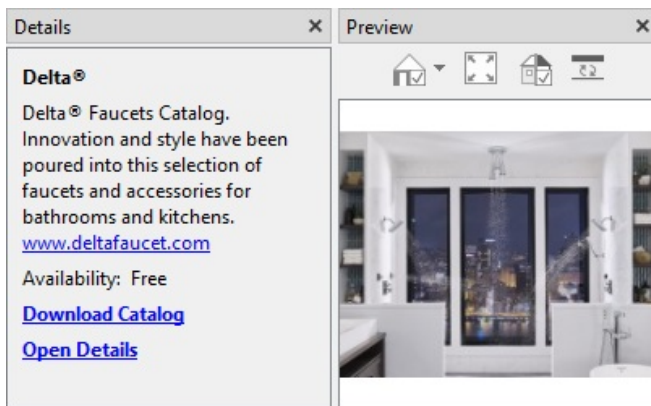 Details
Preview
Delta®
Delta® Faucets Catalog.
Innovation and style have been
poured into this selection of
faucets and accessories for
bathrooms and kitchens.
www.deltafaucet.com
Availability: Free
Download Catalog
Open Details